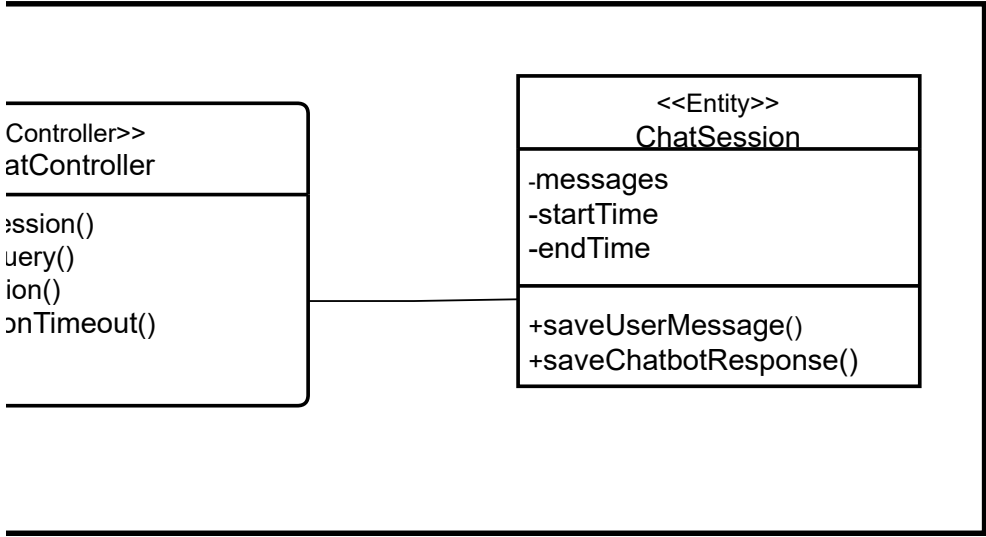 Controller>>
atController
ession()
uery()
ion()
onTimeout()
<<Entity>>
ChatSession
-messages
-startTime
-endTime
+saveUserMessage()
+saveChatbotResponse()